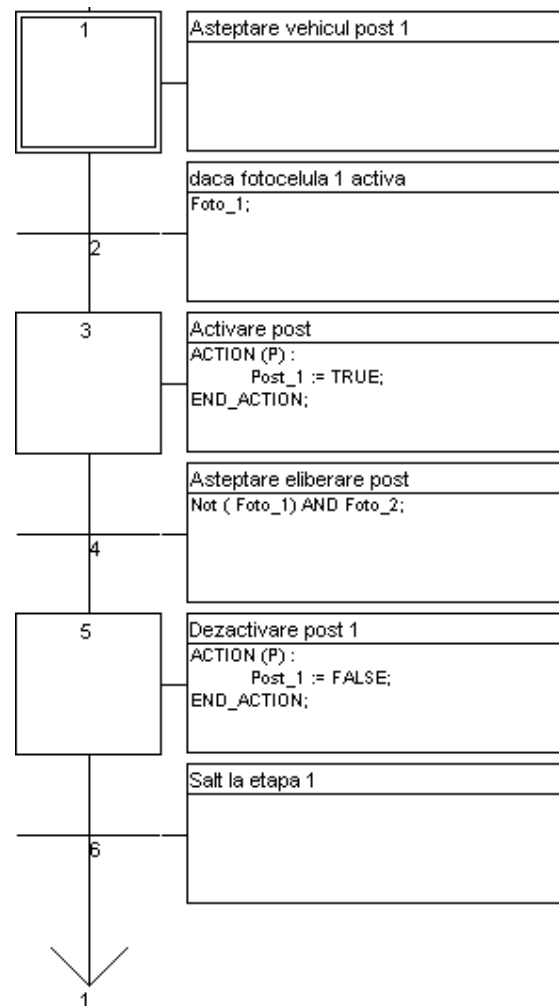 1
Asteptare vehicul post 1
daca fotocelula 1 activa
Foto_1;
2
3
Activare post
ACTION (P) :
Post_1 := TRUE;
END_ACTION;
Asteptare eliberare post
Not ( Foto_1) AND Foto_2;
4
5
Dezactivare post 1
ACTION (P) :
Post_1 := FALSE;
END_ACTION;
Salt la etapa 1
6
1